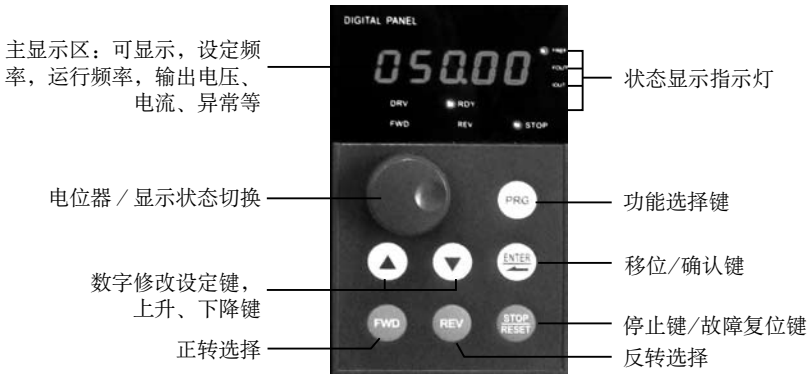 DIGITAL PANEL
主显示区：可显示，设定频
率，运行频率，输出电压、
电流、异常等
050.00
FREF
FOUT
IOUT
状态显示指示灯
DRV
RDY
FWD
REV
STOP
电位器/显示状态切换
PRG
功能选择键
ENTER
移位/确认键
数字修改设定键，
上升、下降键
FWD
REV
STOP
RESET
停止键/故障复位键
正转选择
反转选择